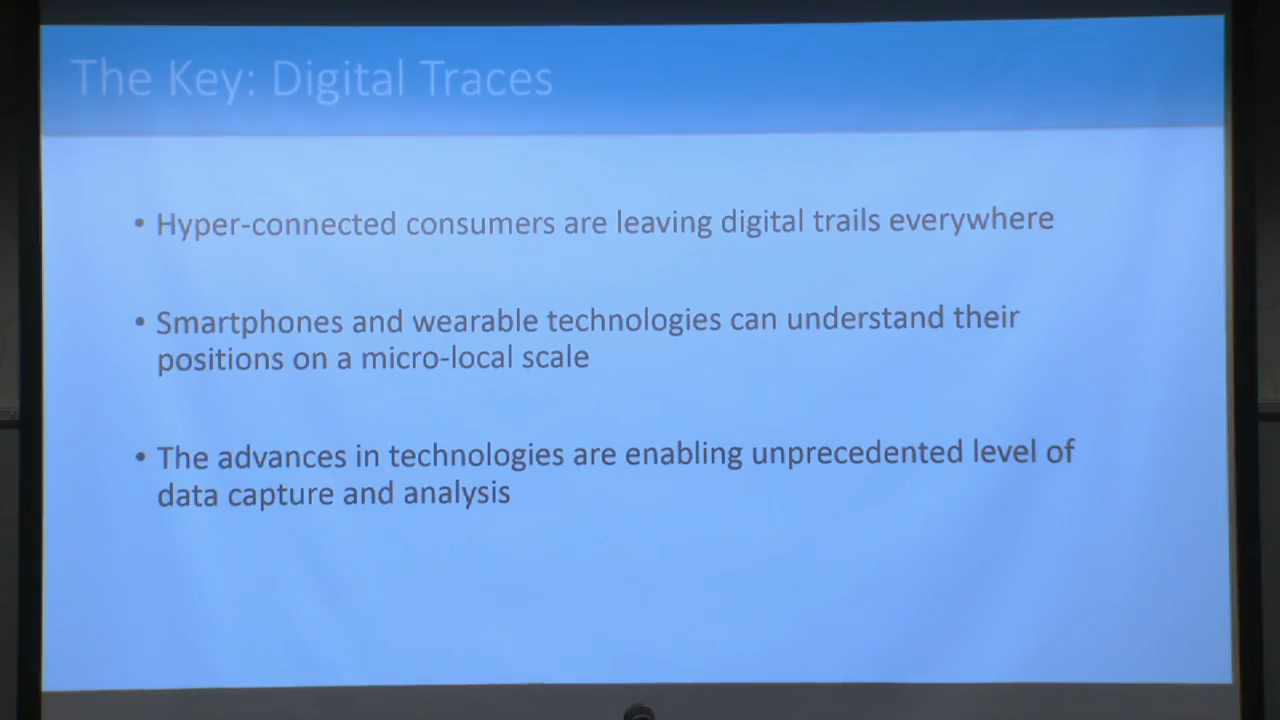 The Key: Digital Traces
• Hyper-connected consumers are leaving digital trails everywhere
• Smartphones and wearable technologies can understand their
positions on a micro-local scale
• The advances in technologies are enabling unprecedented level of
data capture and analysis